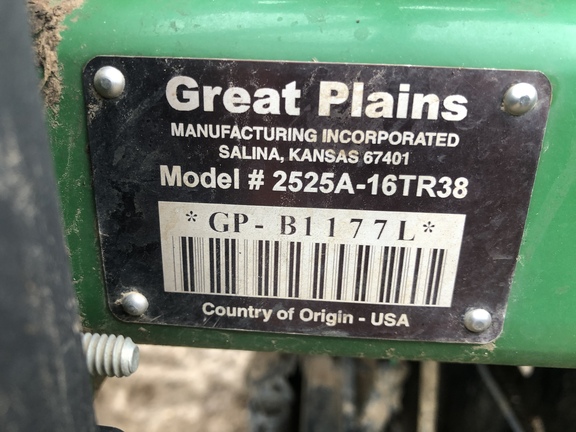 Great Plains
MANUFACTURING INCORPORATED
SALINA, KANSAS 67401
Model # 2525A-16TR38
*GP-B1177L*
Country of Origin - USA